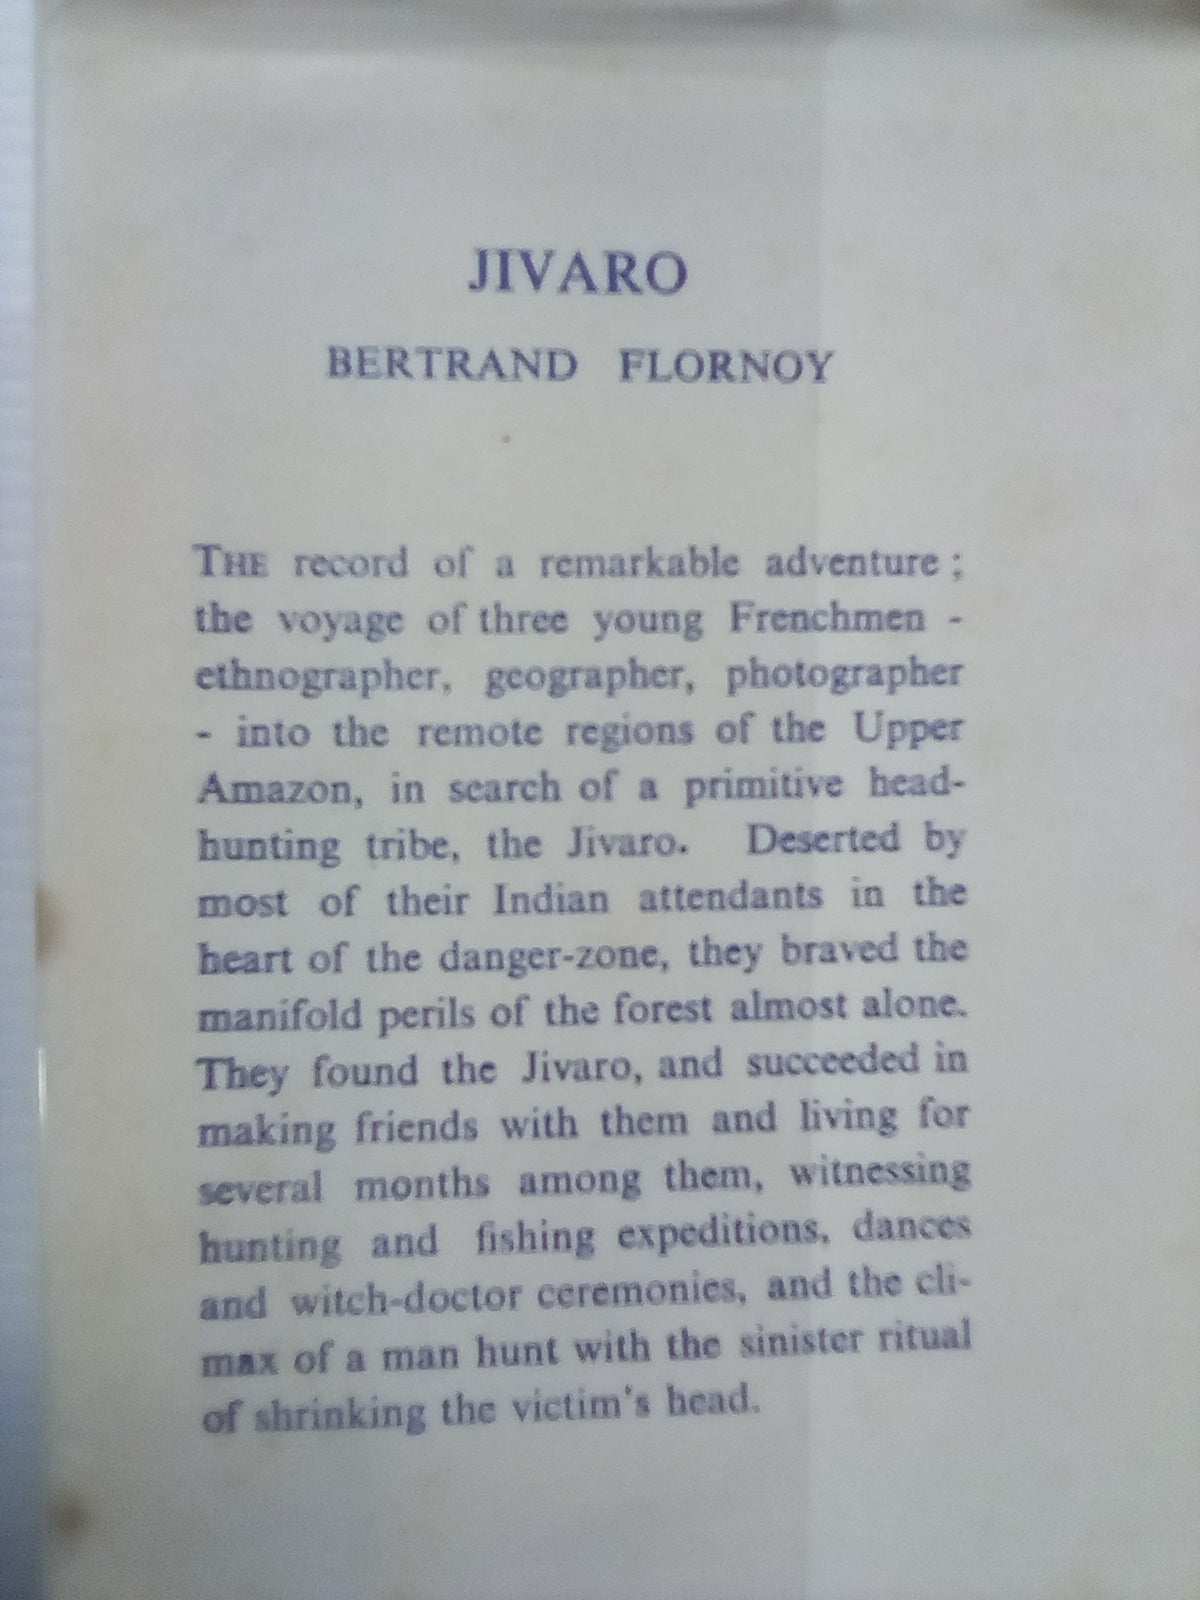 JIVARO
BERTRAND FLORNOY
THE record of a remarkable adventure ;
the voyage of three young Frenchmen -
ethnographer, geographer, photographer
- into the remote regions of the Upper
Amazon, in search of a primitive head-
hunting tribe, the Jivaro. Deserted by
most of their Indian attendants in the
heart of the danger-zone, they braved the
manifold perils of the forest almost alone.
They found the Jivaro, and succeeded in
making friends with them and living for
several months among them, witnessing
hunting and fishing expeditions, dances
and witch-doctor ceremonies, and the cli-
max of a man hunt with the sinister ritual
of shrinking the victim's head.